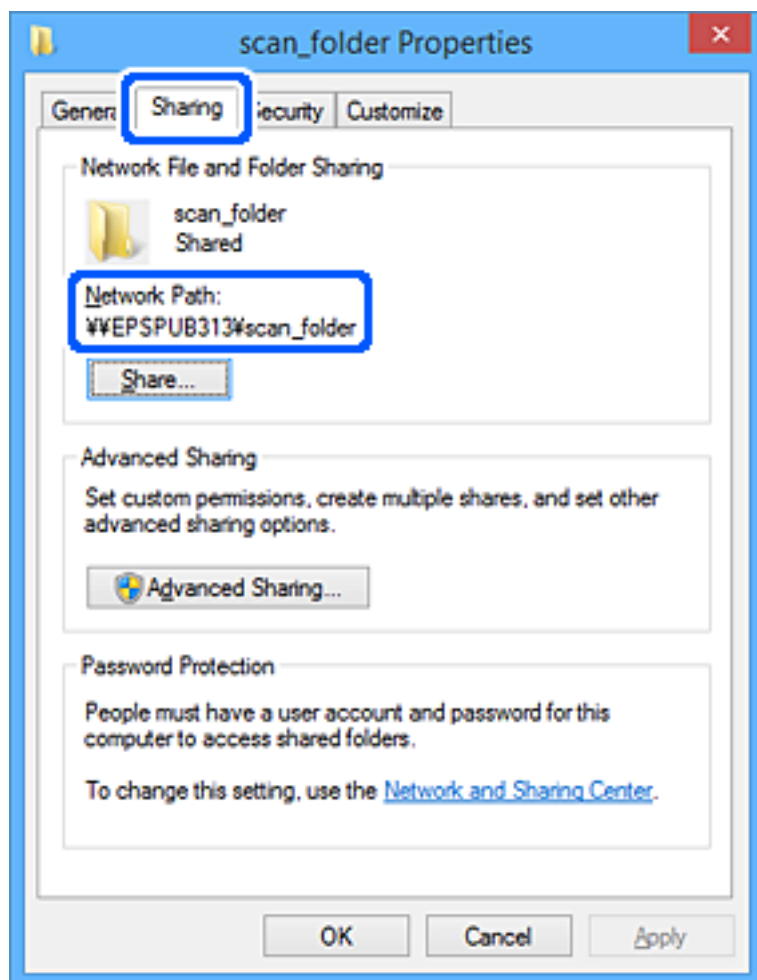 scan_folder Properties
General Sharing Security Customize
Network File and Folder Sharing
scan_folder
Shared
Network Path:
¥¥EPSPUB313¥scan_folder
Share...
Advanced Sharing
Set custom permissions, create multiple shares, and set other
advanced sharing options.
Advanced Sharing...
Password Protection
People must have a user account and password for this
computer to access shared folders.
To change this setting, use the Network and Sharing Center.
OK Cancel Apply